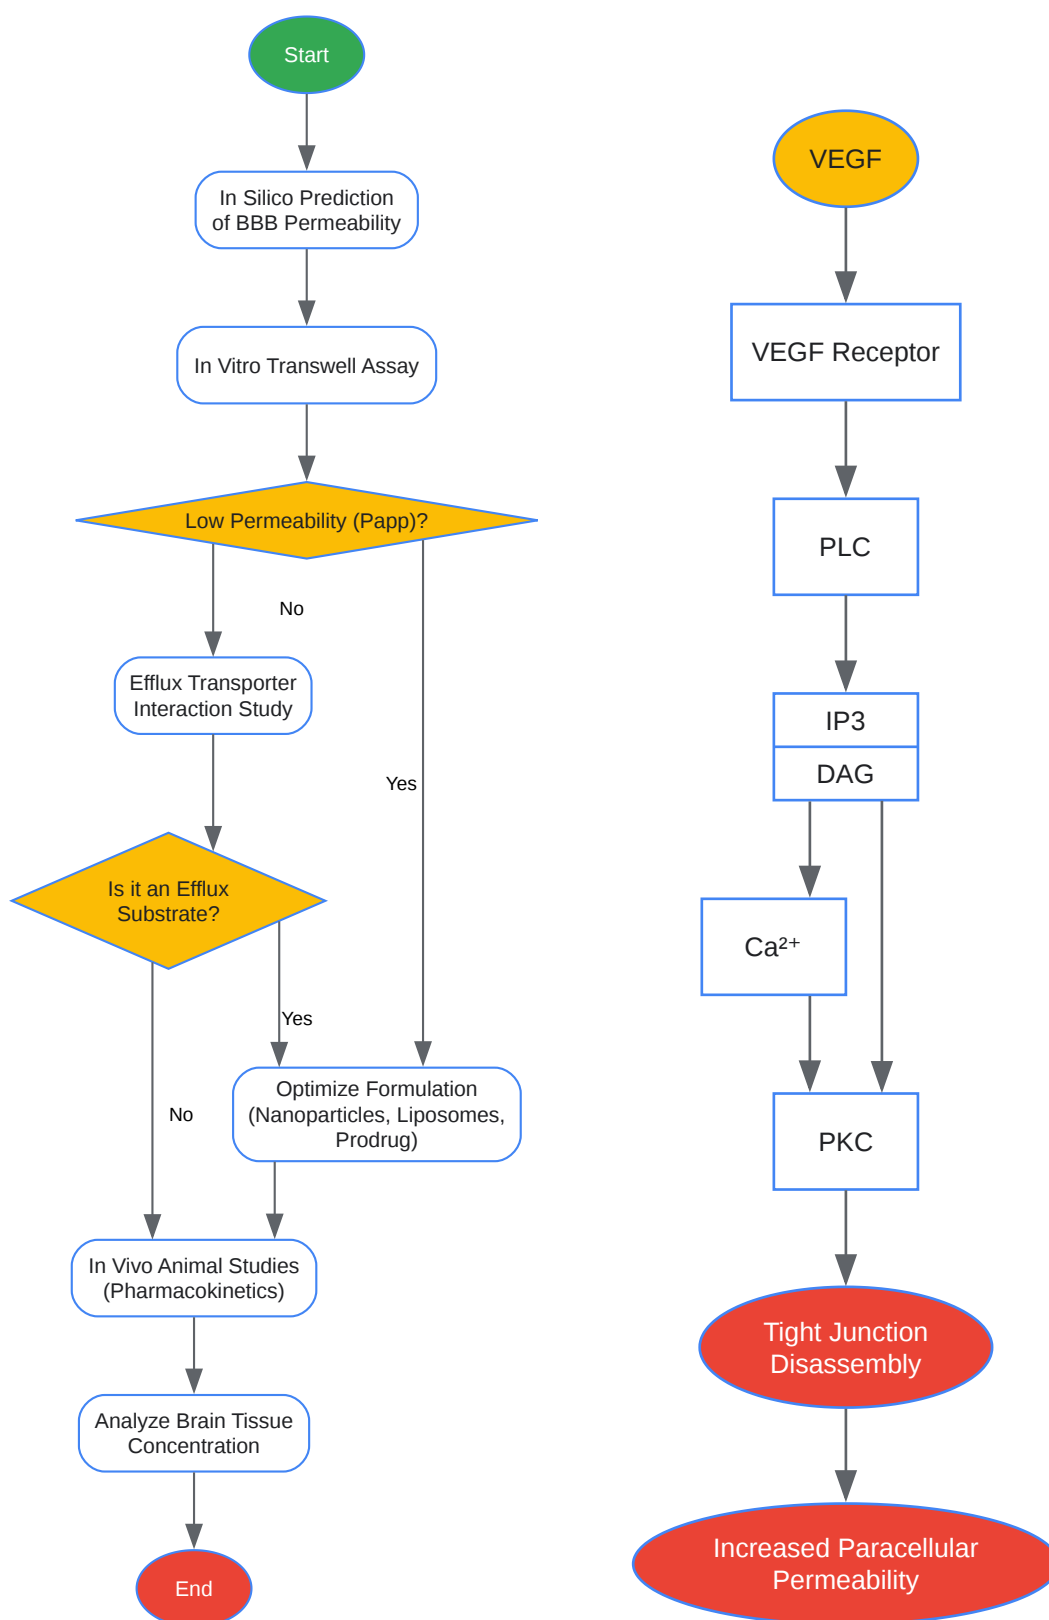 Start
In Silico Prediction
of BBB Permeability
In Vitro Transwell Assay
Low Permeability (Papp)?
No
Efflux Transporter
Interaction Study
Yes
Is it an Efflux
Substrate?
Yes
Optimize Formulation
(Nanoparticles, Liposomes,
Prodrug)
No
In Vivo Animal Studies
(Pharmacokinetics)
Analyze Brain Tissue
Concentration
End
VEGF
VEGF Receptor
PLC
IP3
DAG
Ca²⁺
PKC
Tight Junction
Disassembly
Increased Paracellular
Permeability